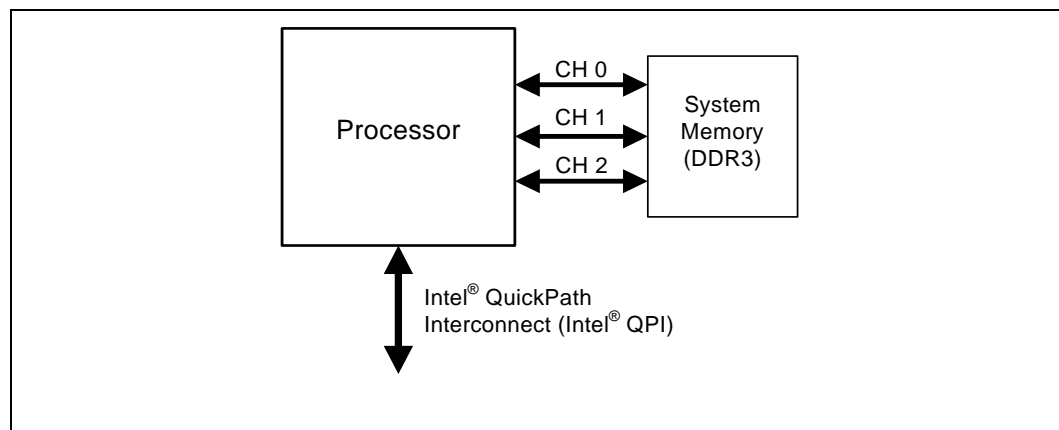 Processor
CH 0
CH 1
CH 2
System
Memory
(DDR3)
Intel® QuickPath
Interconnect (Intel® QPI)